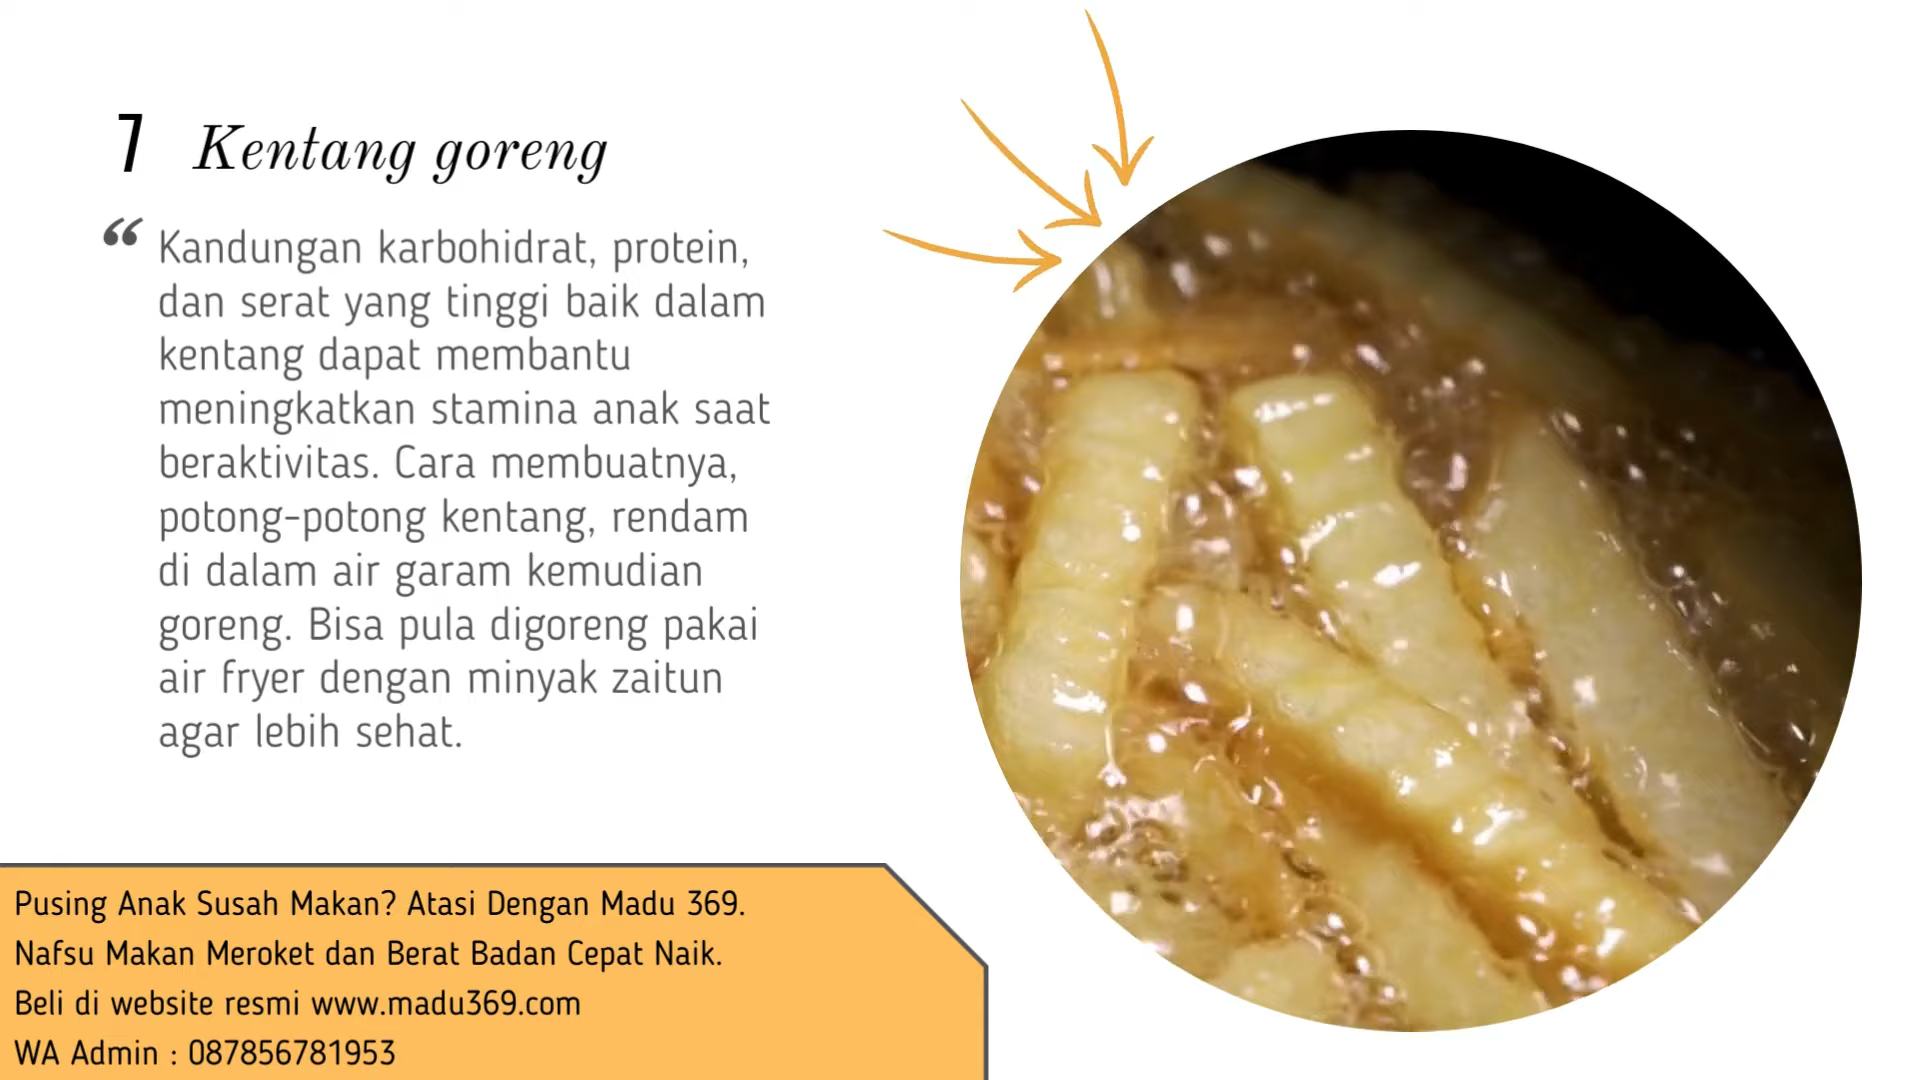 7 Kentang goreng
“ Kandungan karbohidrat, protein,
dan serat yang tinggi baik dalam
kentang dapat membantu
meningkatkan stamina anak saat
beraktivitas. Cara membuatnya,
potong-potong kentang, rendam
di dalam air garam kemudian
goreng. Bisa pula digoreng pakai
air fryer dengan minyak zaitun
agar lebih sehat.
Pusing Anak Susah Makan? Atasi Dengan Madu 369.
Nafsu Makan Meroket dan Berat Badan Cepat Naik.
Beli di website resmi www.madu369.com
WA Admin : 087856781953